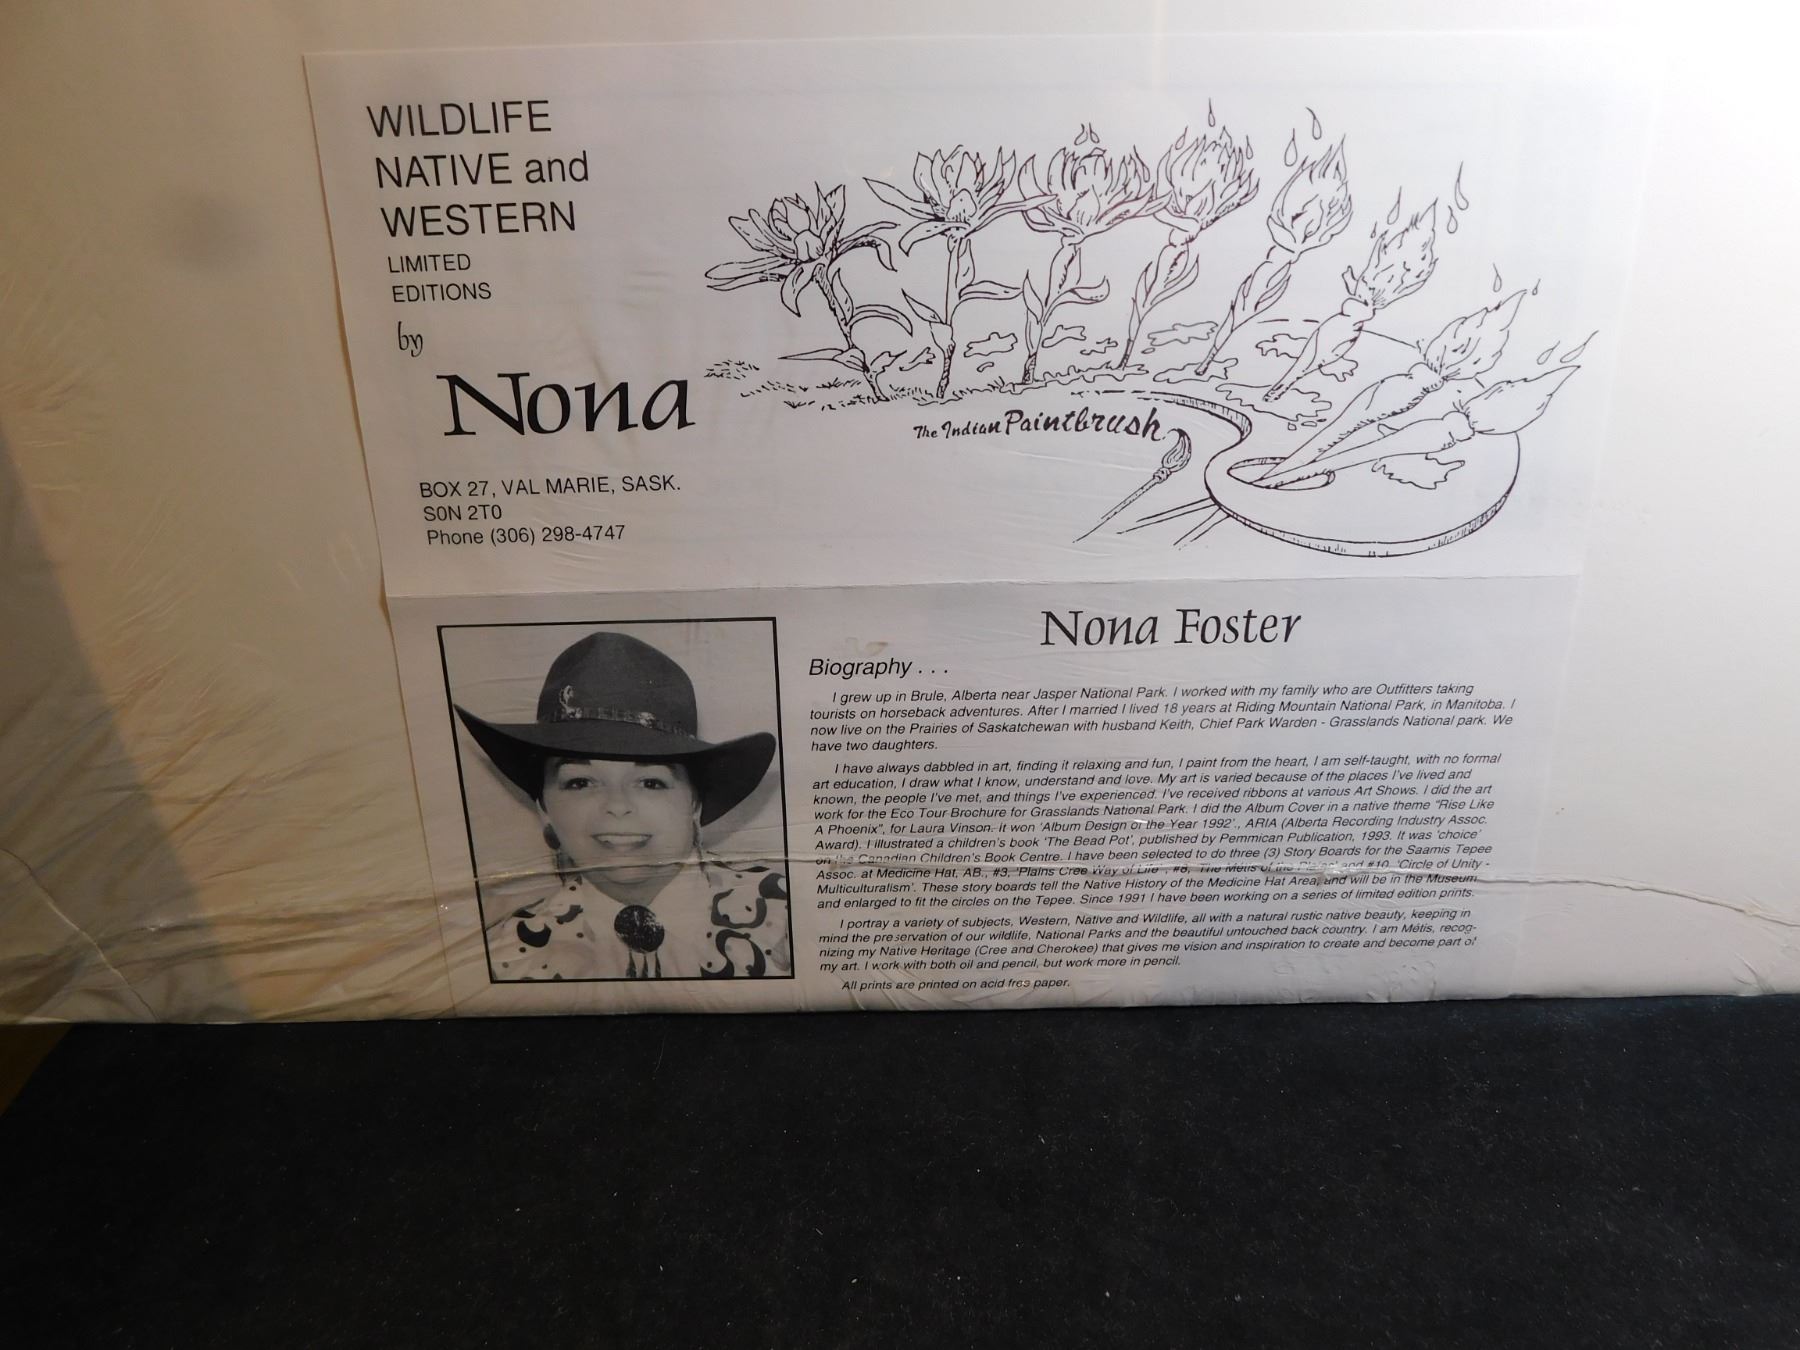 WILDLIFE
NATIVE and
WESTERN
LIMITED
EDITIONS
by
Nona
BOX 27, VAL MARIE, SASK.
S0N 2T0
Phone (306) 298-4747
The Indian Paintbrush
Nona Foster
Biography . . .
I grew up in Brule, Alberta near Jasper National Park. I worked with my family who are Outfitters taking
tourists on horseback adventures. After I married I lived 18 years at Riding Mountain National Park, in Manitoba. I
now live on the Prairies of Saskatchewan with husband Keith, Chief Park Warden - Grasslands National park. We
have two daughters.
I have always dabbled in art, finding it relaxing and fun, I paint from the heart, I am self-taught, with no formal
art education, I draw what I know, understand and love. My art is varied because of the places I've lived and
known, the people I've met, and things I've experienced. I've received ribbons at various Art Shows. I did the art
work for the Eco Tour Brochure for Grasslands National Park. I did the Album Cover in a native theme "Rise Like
A Phoenix", for Laura Vinson. It won 'Album Design of the Year 1992'., ARIA (Alberta Recording Industry Assoc.
Award). I illustrated a children's book 'The Bead Pot', published by Pemmican Publication, 1993. It was 'choice'
on the Canadian Children's Book Centre. I have been selected to do three (3) Story Boards for the Saamis Tepee
Assoc. at Medicine Hat, AB., #3, 'Plains Cree Way of Life', #8, 'The Métis of the Plains' and #10, 'Circle of Unity -
Multiculturalism'. These story boards tell the Native History of the Medicine Hat Area, and will be in the Museum
and enlarged to fit the circles on the Tepee. Since 1991 I have been working on a series of limited edition prints.
I portray a variety of subjects, Western, Native and Wildlife, all with a natural rustic native beauty, keeping in
mind the preservation of our wildlife, National Parks and the beautiful untouched back country. I am Métis, recog-
nizing my Native Heritage (Cree and Cherokee) that gives me vision and inspiration to create and become part of
my art. I work with both oil and pencil, but work more in pencil.
All prints are printed on acid free paper.